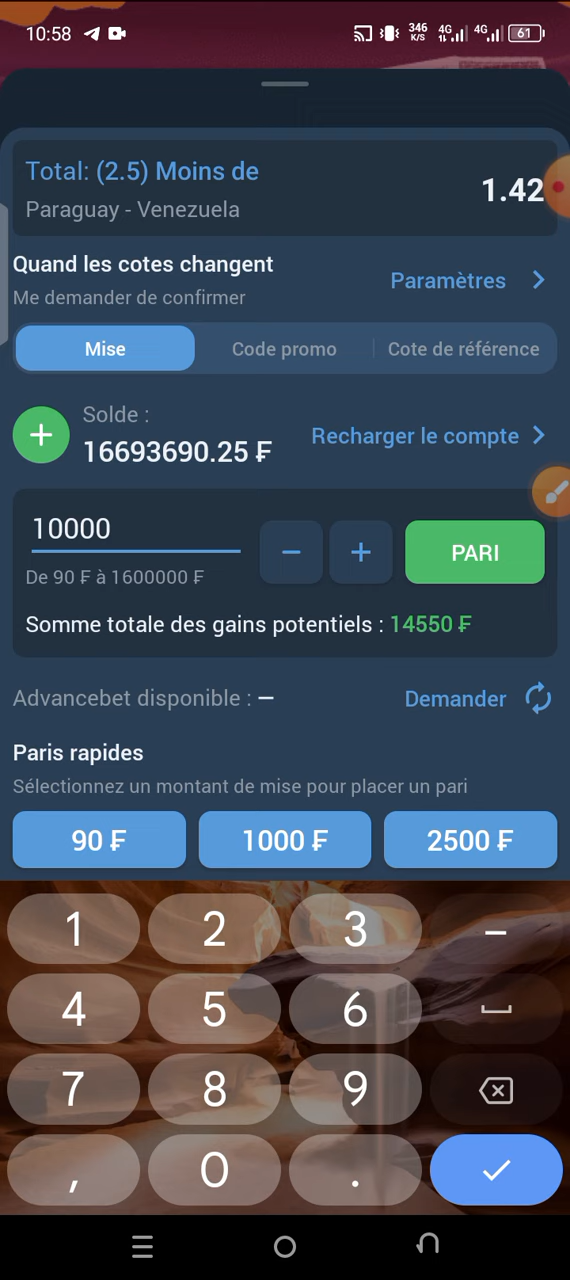 10:58
346
K/S
4G
4G
61
Total: (2.5) Moins de
1.42
Paraguay - Venezuela
Quand les cotes changent
Paramètres
Me demander de confirmer
Mise
Code promo
Cote de référence
Solde :
16693690.25 ₣
Recharger le compte
10000
PARI
De 90 ₣ à 1600000 ₣
Somme totale des gains potentiels : 14550 ₣
Advancebet disponible : —
Demander
Paris rapides
Sélectionnez un montant de mise pour placer un pari
90 ₣
1000 ₣
2500 ₣
1 2 3 –
4 5 6
7 8 9
, 0 .